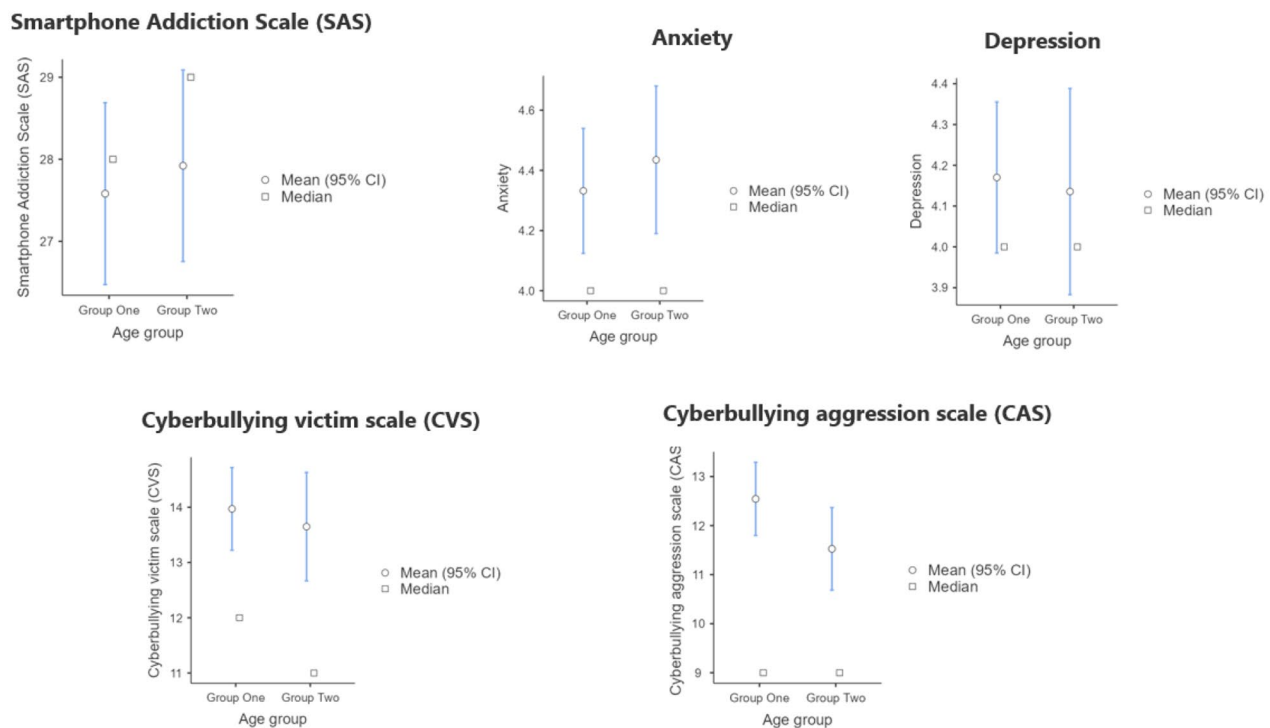 Smartphone Addiction Scale (SAS)
Smartphone Addiction Scale (SAS)
29
28
27
Group One Group Two
Age group
Mean (95% CI)
Median
Anxiety
Anxiety
4.6
4.4
4.2
4.0
Group One Group Two
Age group
Mean (95% CI)
Median
Depression
Depression
4.4
4.3
4.2
4.1
4.0
3.9
Group One Group Two
Age group
Mean (95% CI)
Median
Cyberbullying victim scale (CVS)
Cyberbullying victim scale (CVS)
14
13
12
11
Group One Group Two
Age group
Mean (95% CI)
Median
Cyberbullying aggression scale (CAS)
Cyberbullying aggression scale (CAS
13
12
11
10
9
Group One Group Two
Age group
Mean (95% CI)
Median